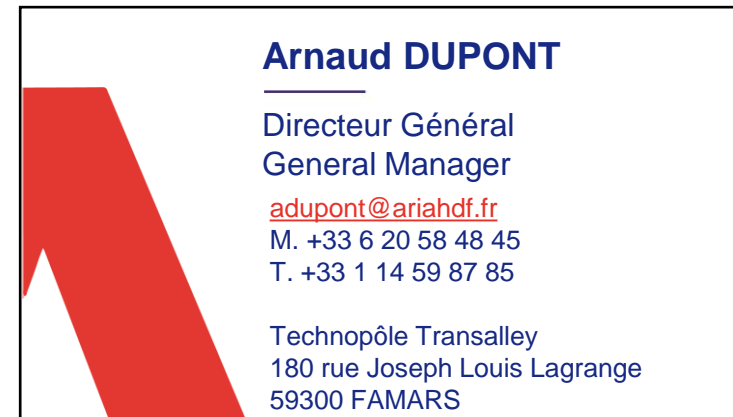 Arnaud DUPONT
Directeur Général
General Manager
adupont@ariahdf.fr
M. +33 6 20 58 48 45
T. +33 1 14 59 87 85
Technopôle Transalley
180 rue Joseph Louis Lagrange
59300 FAMARS